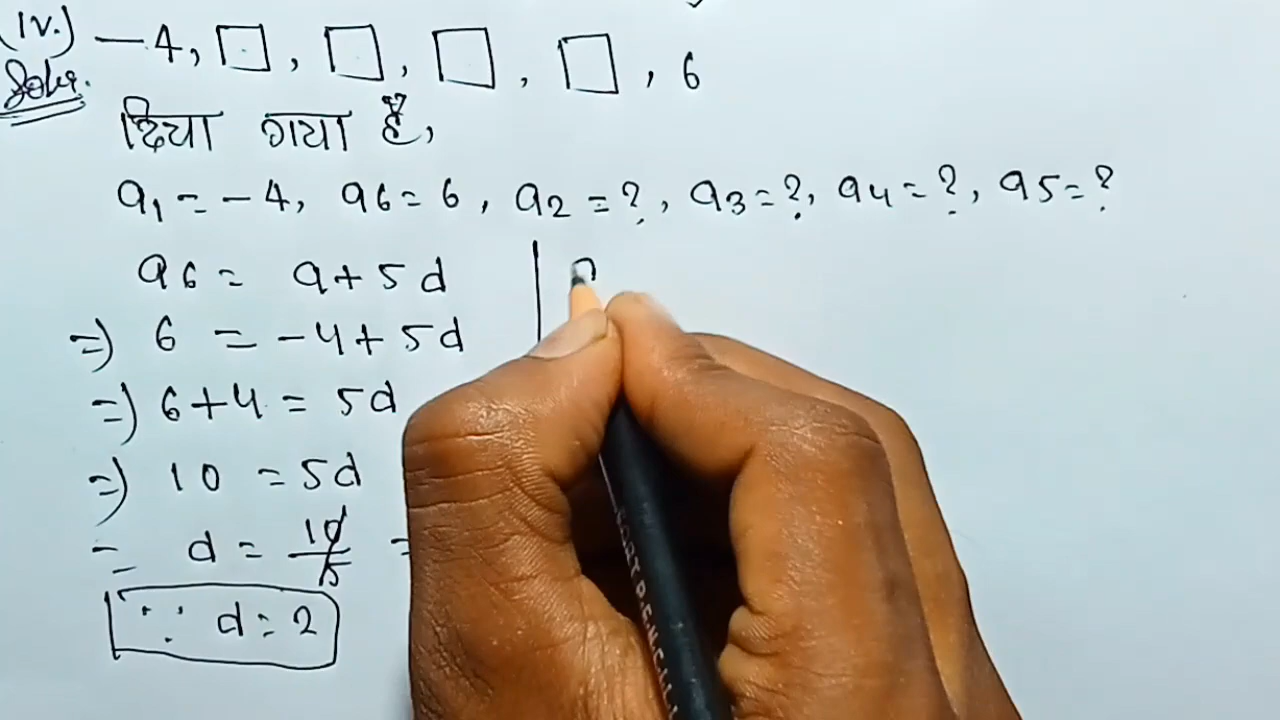 (iv.) -4, □, □, □, □, 6
Soln.
दिया गया है,
a1 = -4, a6 = 6, a2 = ?, a3 = ?, a4 = ?, a5 = ?
a6 = a + 5d
=) 6 = -4 + 5d
=) 6 + 4 = 5d
=) 10 = 5d
= d = 10/5 =
∵ d = 2